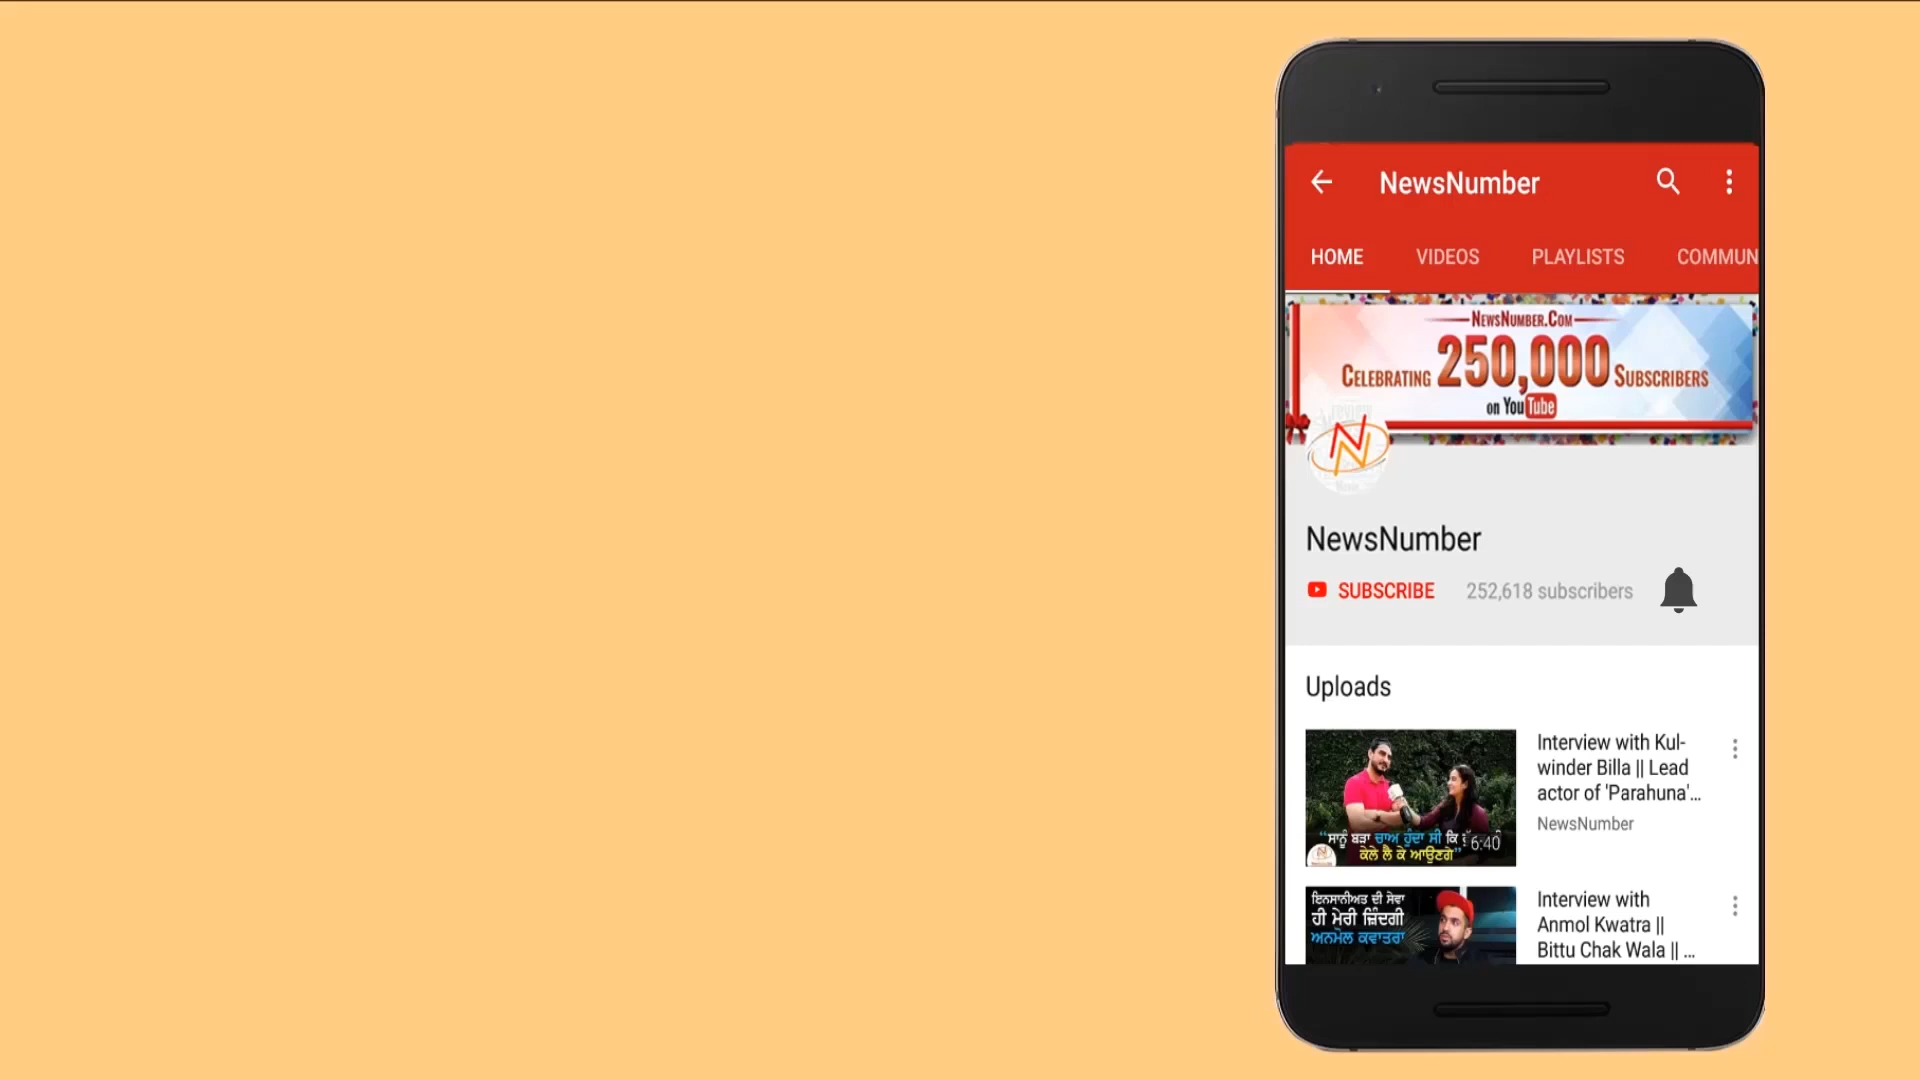 NewsNumber
HOME VIDEOS PLAYLISTS COMMUN
NEWSNUMBER.COM
CELEBRATING 250,000 SUBSCRIBERS
on YouTube
NewsNumber
SUBSCRIBE 252,618 subscribers
Uploads
Interview with Kul-
winder Billa || Lead
actor of 'Parahuna'...
NewsNumber
“ਸਾਨੂੰ ਬੜਾ ਚਾਅ ਹੁੰਦਾ ਸੀ ਕਿ
6:40
ਕੇਲੇ ਲੈ ਕੇ ਆਉਣਗੇ”
Interview with
Anmol Kwatra ||
Bittu Chak Wala || ...
ਇਨਸਾਨੀਅਤ ਦੀ ਸੇਵਾ
ਹੀ ਮੇਰੀ ਜ਼ਿੰਦਗੀ
ਅਨਮੋਲ ਕਵਾਤਰਾ